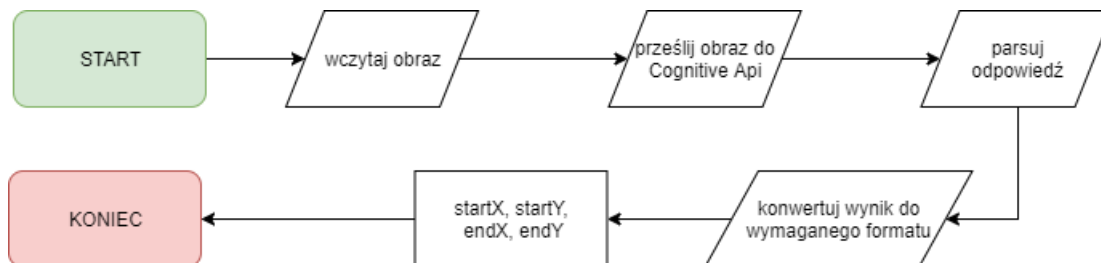 START
wczytaj obraz
prześlij obraz do
Cognitive Api
parsuj
odpowiedź
konwertuj wynik do
wymaganego formatu
startX, startY,
endX, endY
KONIEC